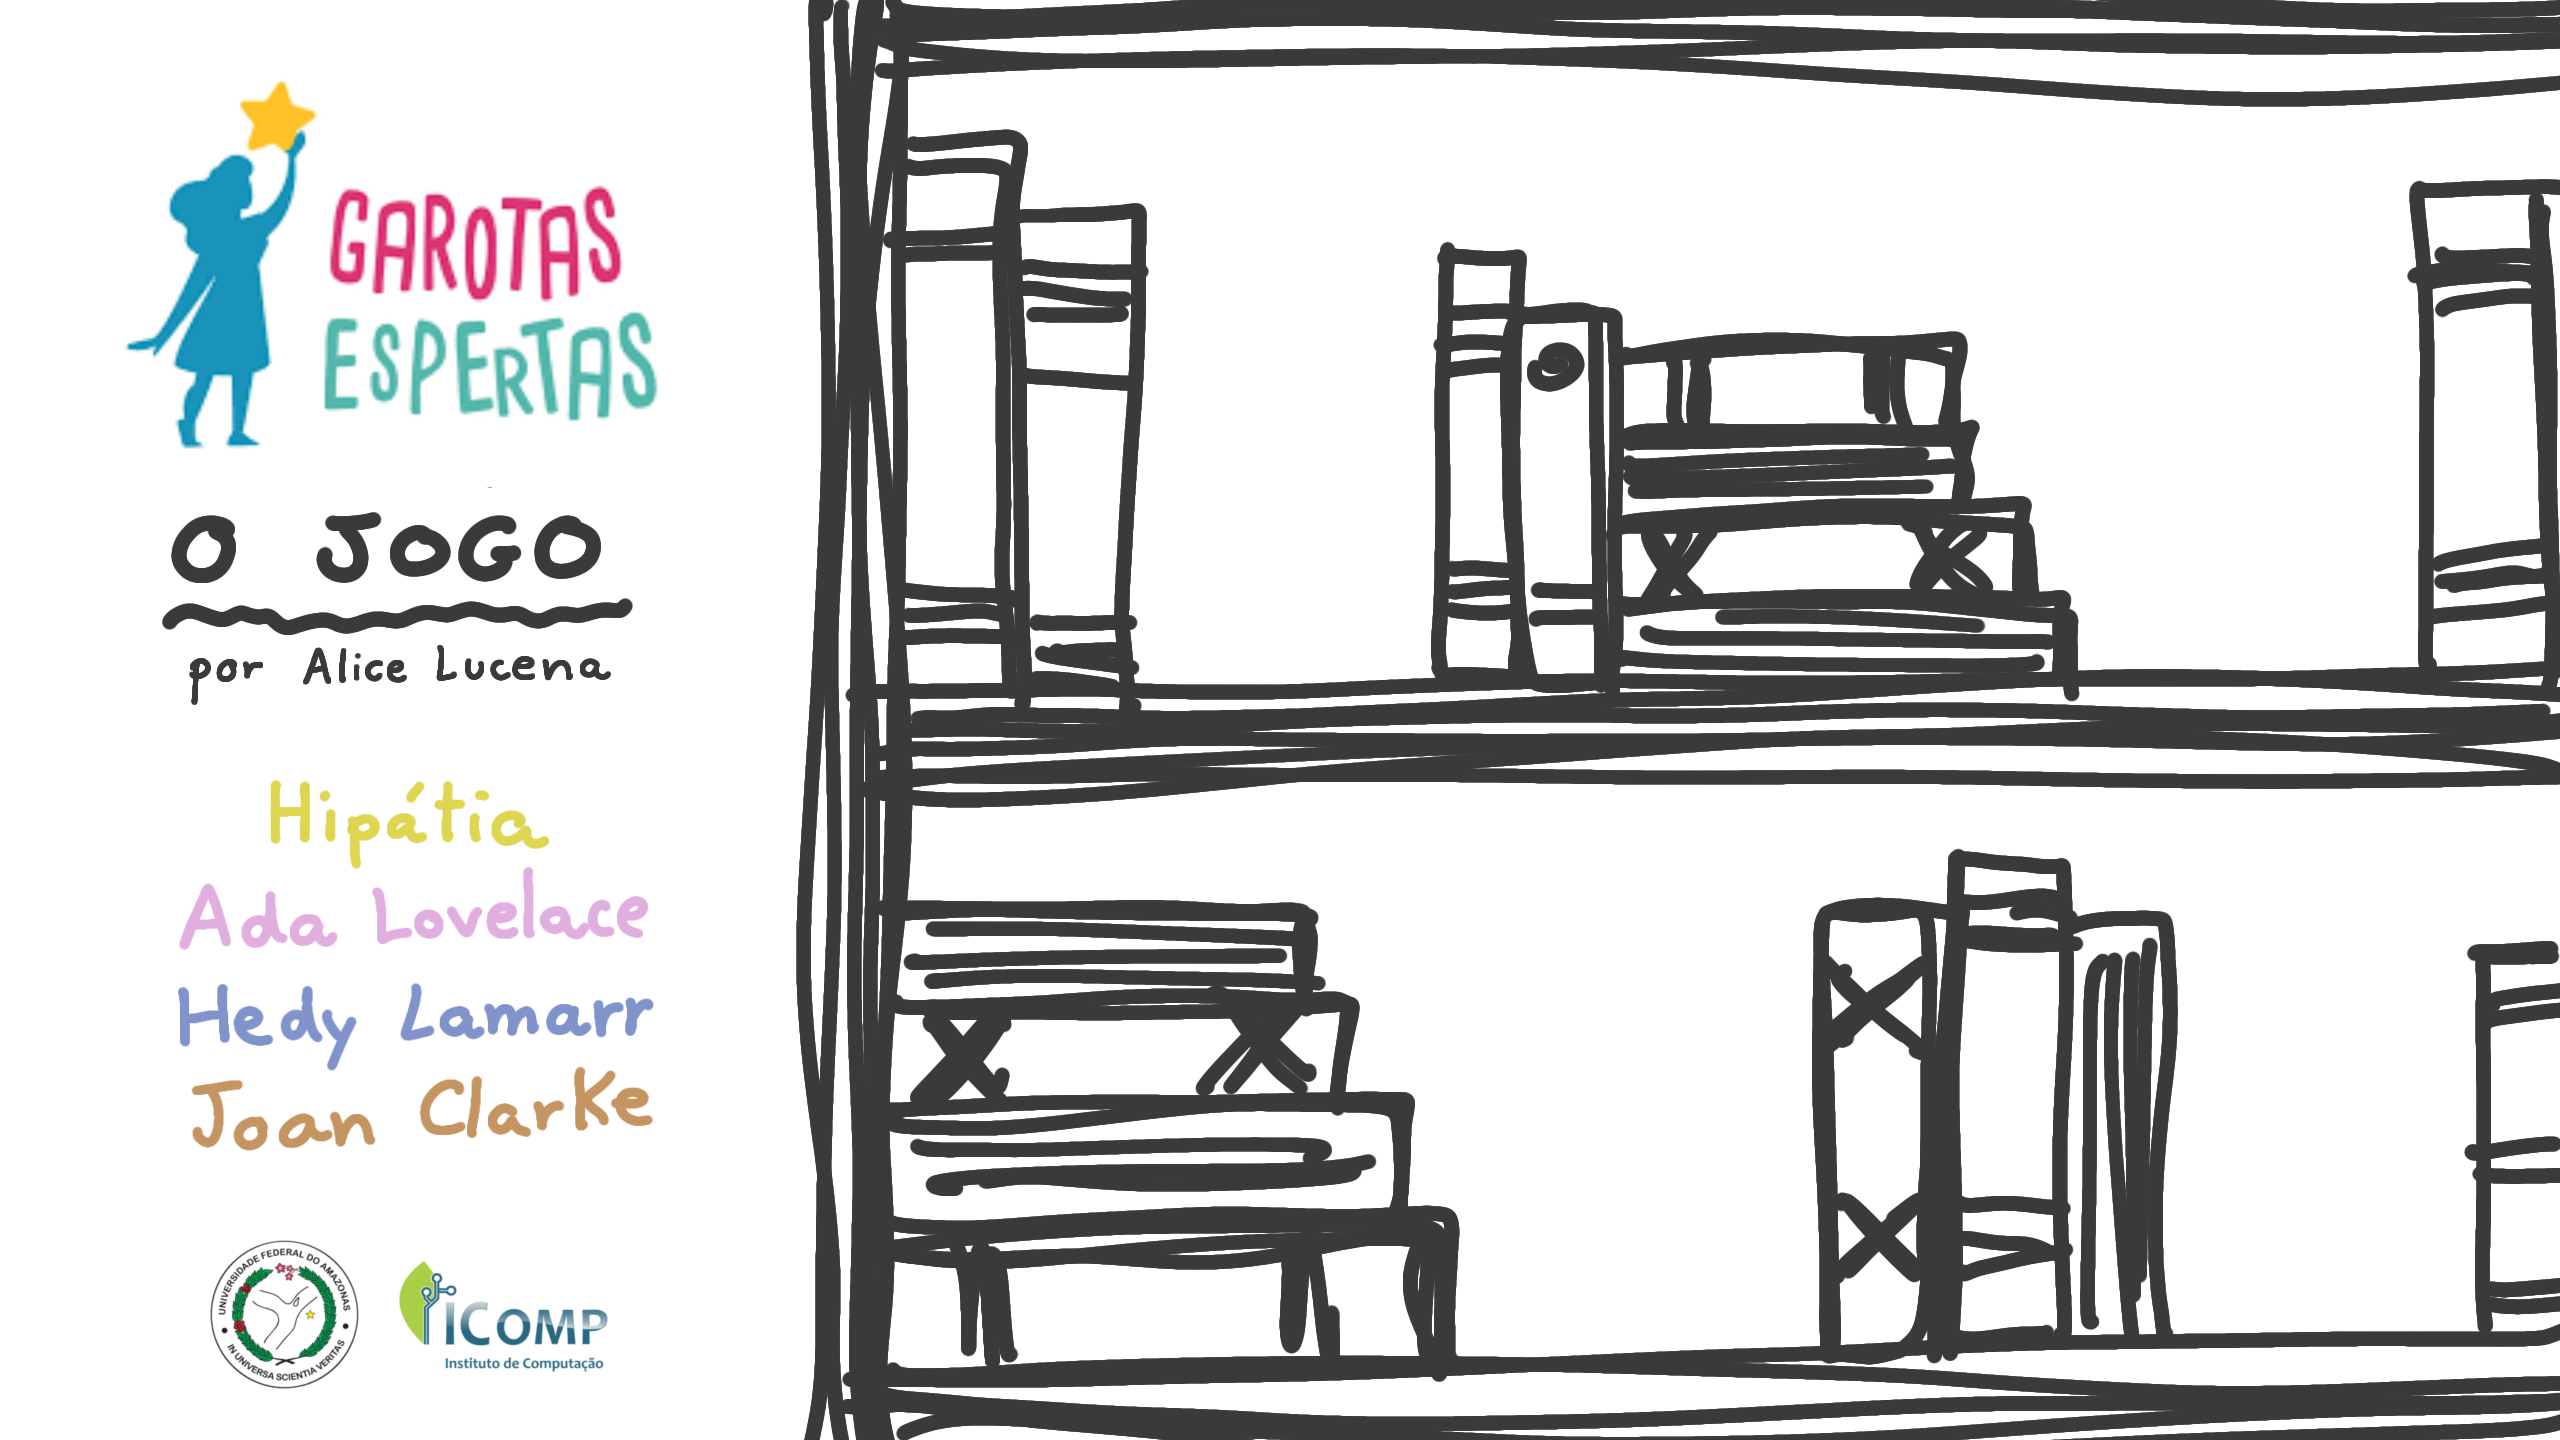 GAROTAS
ESPERTAS
O JOGO
por Alice Lucena
Hipátia
Ada Lovelace
Hedy Lamarr
Joan Clarke
UNIVERSIDADE FEDERAL DO AMAZONAS
IN UNIVERSA SCIENTIA VERITAS
ICOMP
Instituto de Computação